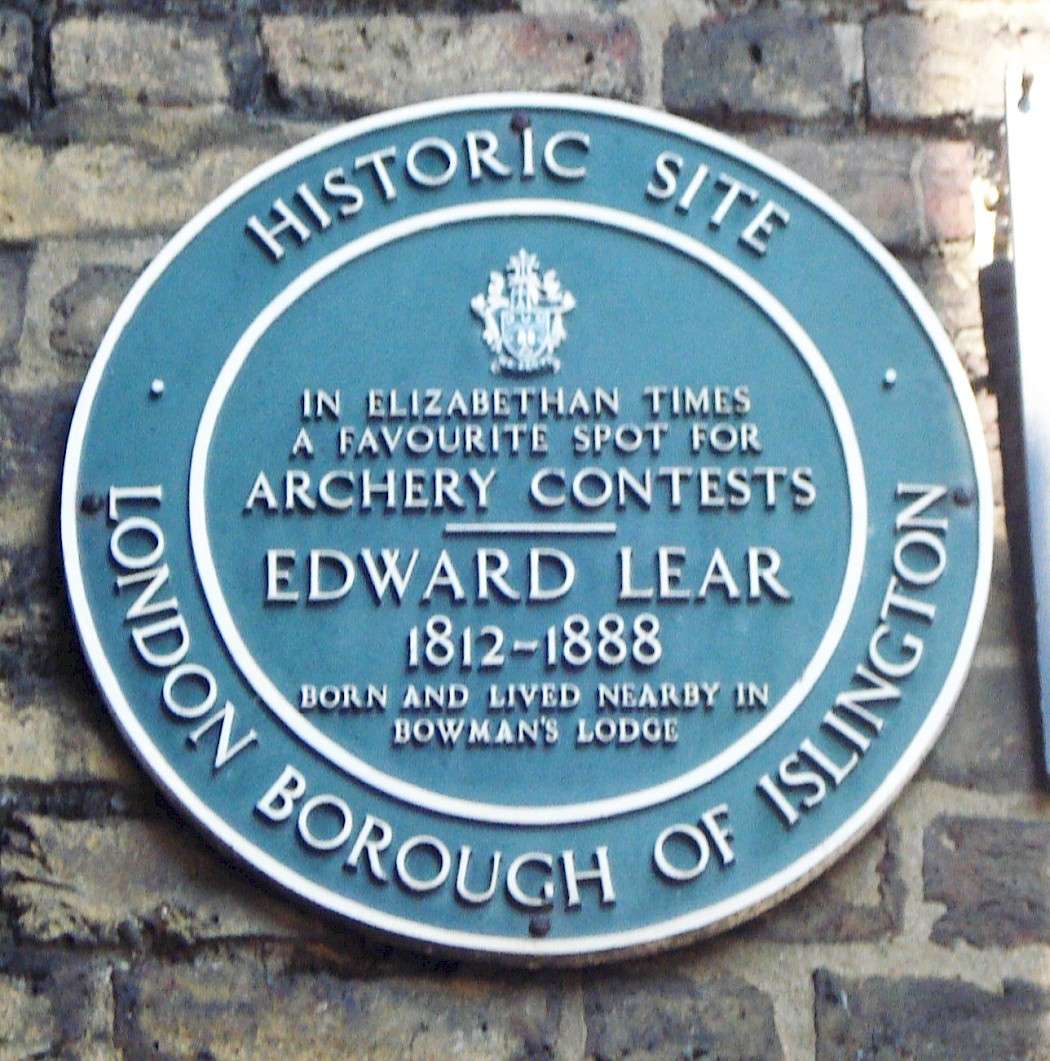 HISTORIC SITE
IN ELIZABETHAN TIMES
A FAVOURITE SPOT FOR
ARCHERY CONTESTS
EDWARD LEAR
1812-1888
BORN AND LIVED NEARBY IN
BOWMAN'S LODGE
LONDON BOROUGH OF ISLINGTON